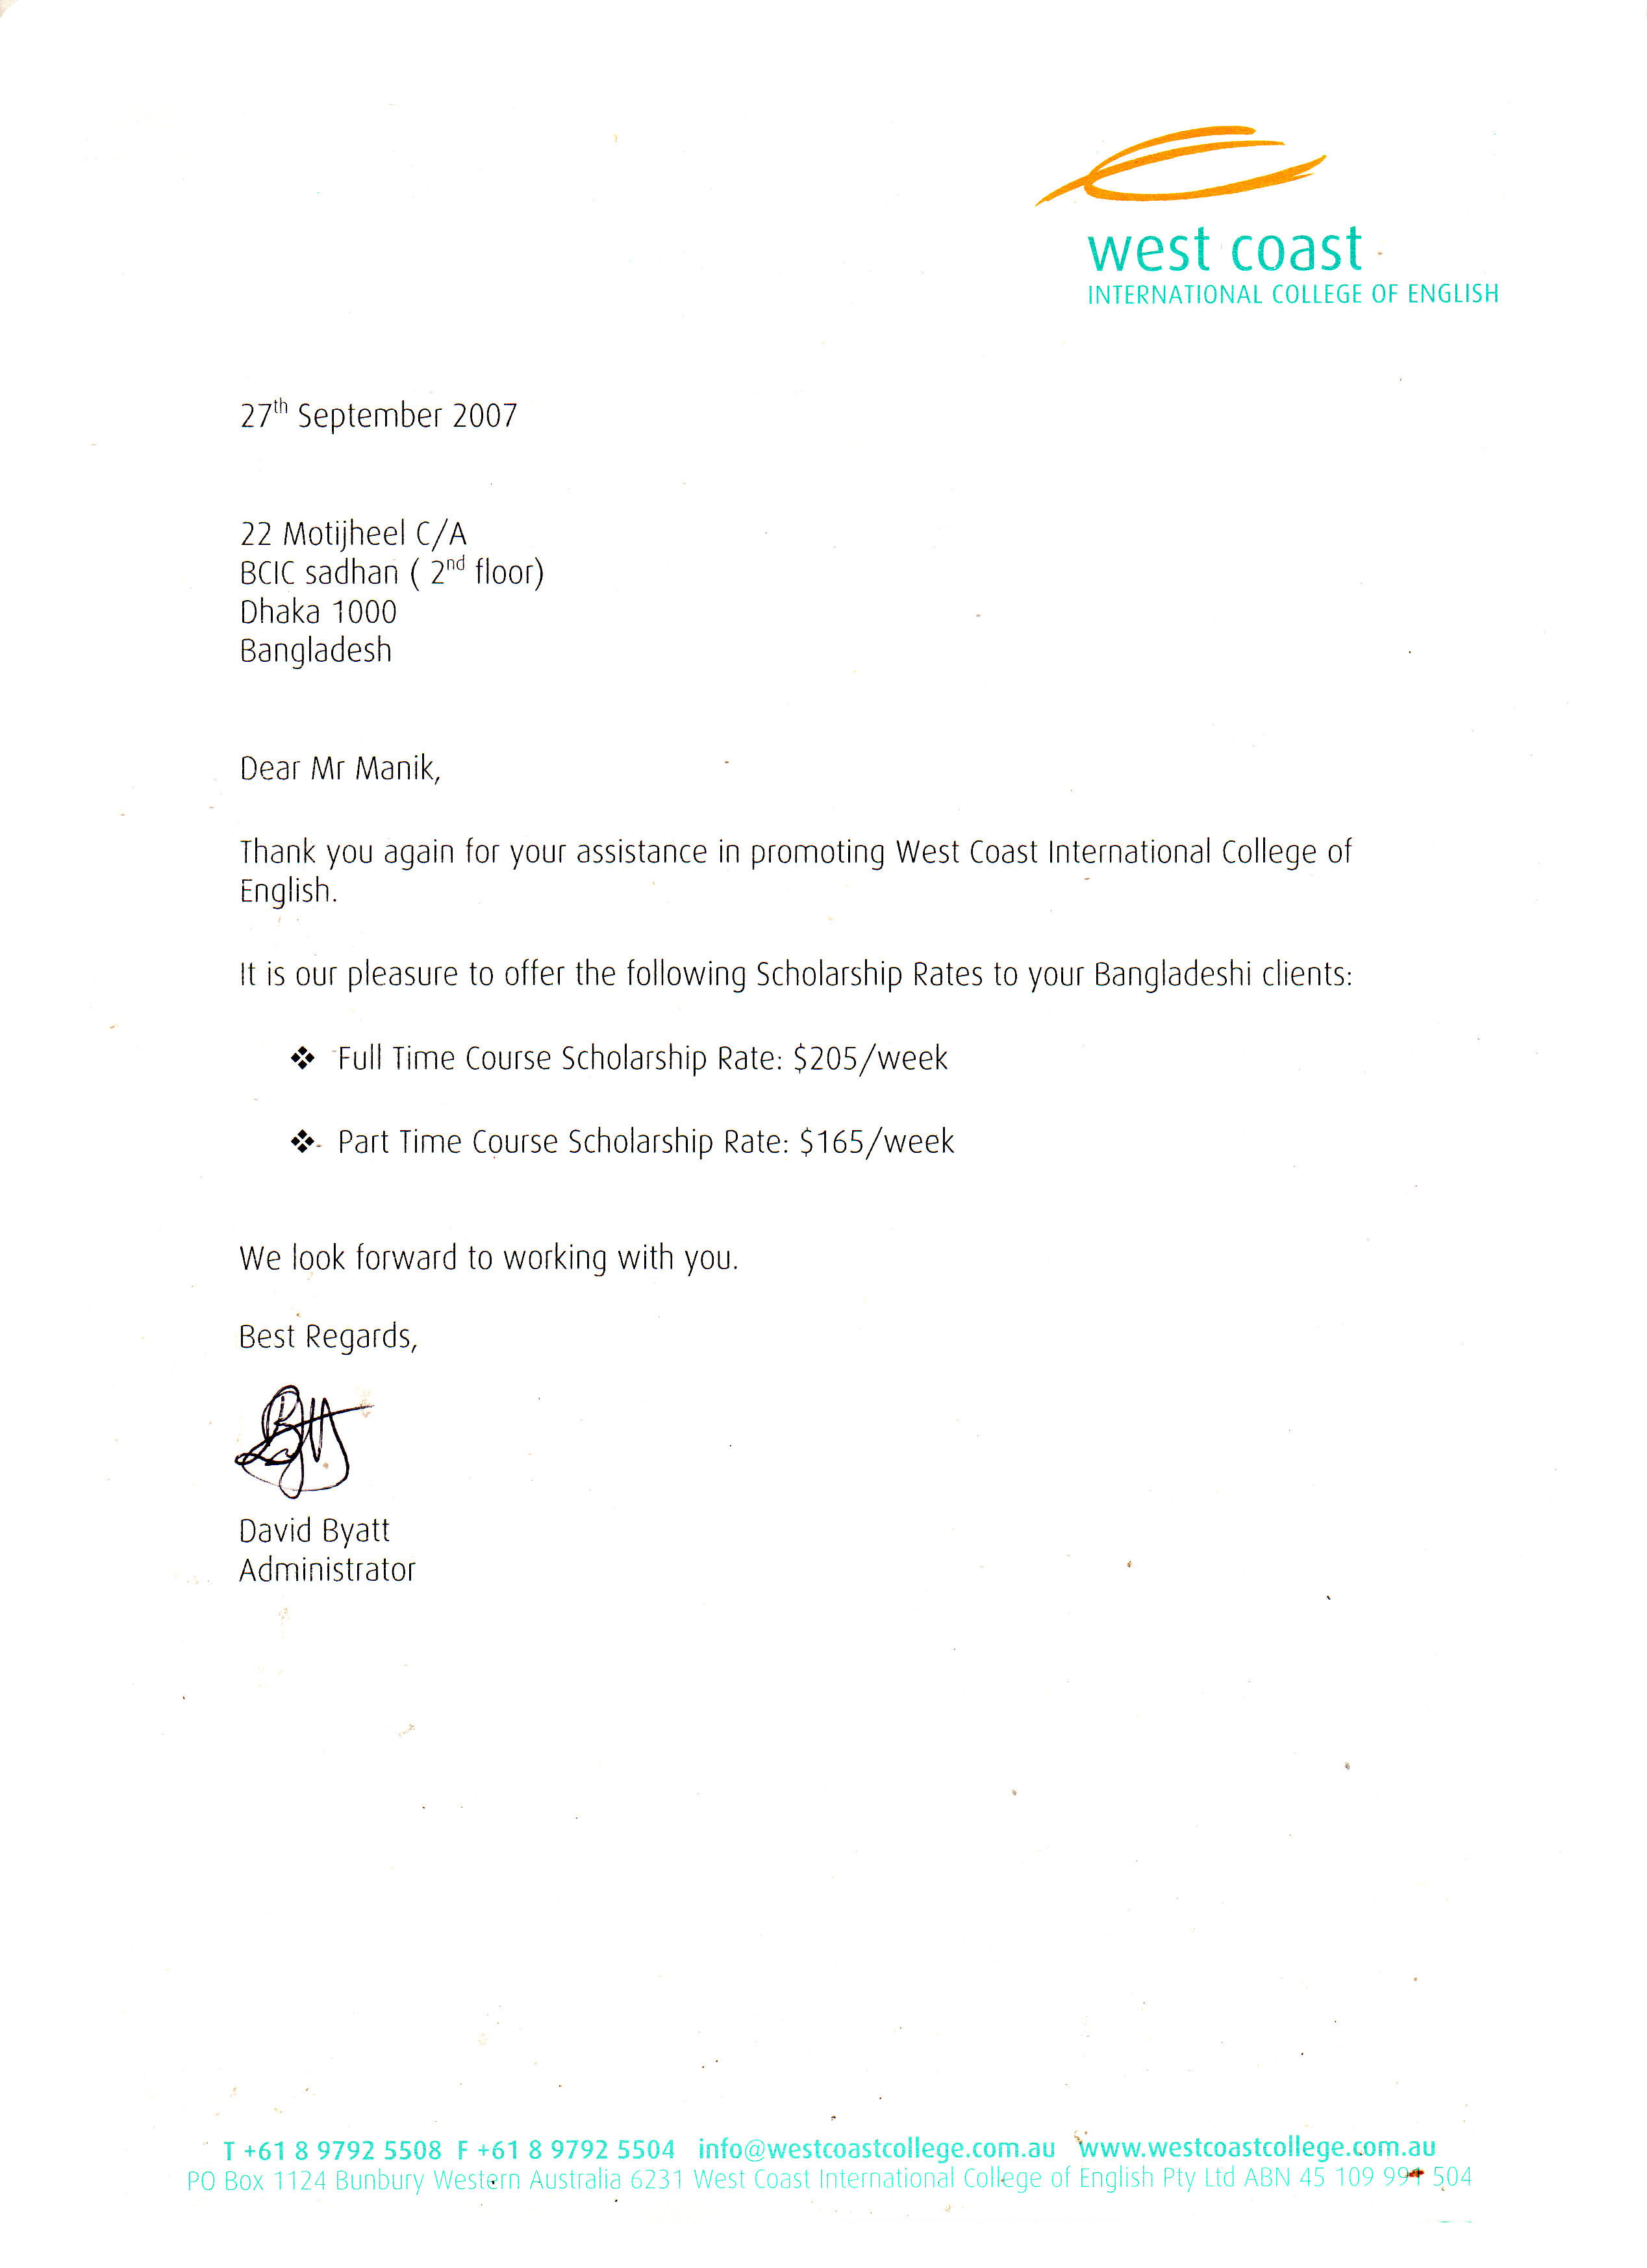 west coast
INTERNATIONAL COLLEGE OF ENGLISH
27th September 2007
22 Motijheel C/A
BCIC sadhan ( 2nd floor)
Dhaka 1000
Bangladesh
Dear Mr Manik,
Thank you again for your assistance in promoting West Coast International College of
English.
It is our pleasure to offer the following Scholarship Rates to your Bangladeshi clients:
❖ Full Time Course Scholarship Rate: $205/week
❖ Part Time Course Scholarship Rate: $165/week
We look forward to working with you.
Best Regards,
David Byatt
Administrator
T +61 8 9792 5508 F +61 8 9792 5504 info@westcoastcollege.com.au www.westcoastcollege.com.au
PO Box 1124 Bunbury Western Australia 6231 West Coast International College of English Pty Ltd ABN 45 109 504